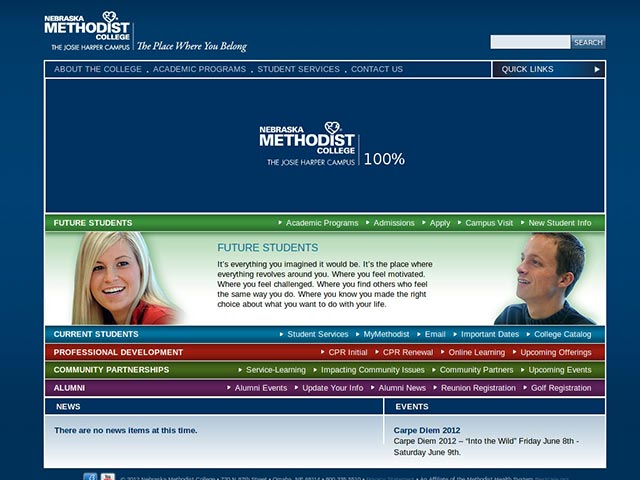 NEBRASKA
METHODIST
COLLEGE
THE JOSIE HARPER CAMPUS
The Place Where You Belong
SEARCH
ABOUT THE COLLEGE . ACADEMIC PROGRAMS . STUDENT SERVICES . CONTACT US
QUICK LINKS
NEBRASKA
METHODIST
COLLEGE
THE JOSIE HARPER CAMPUS
100%
FUTURE STUDENTS Academic Programs Admissions Apply Campus Visit New Student Info
FUTURE STUDENTS
It's everything you imagined it would be. It's the place where
everything revolves around you. Where you feel motivated.
Where you feel challenged. Where you find others who feel
the same way you do. Where you know you made the right
choice about what you want to do with your life.
CURRENT STUDENTS Student Services MyMethodist Email Important Dates College Catalog
PROFESSIONAL DEVELOPMENT CPR Initial CPR Renewal Online Learning Upcoming Offerings
COMMUNITY PARTNERSHIPS Service-Learning Impacting Community Issues Community Partners Upcoming Events
ALUMNI Alumni Events Update Your Info Alumni News Reunion Registration Golf Registration
NEWS
There are no news items at this time.
EVENTS
Carpe Diem 2012
Carpe Diem 2012 – “Into the Wild” Friday June 8th -
Saturday June 9th.